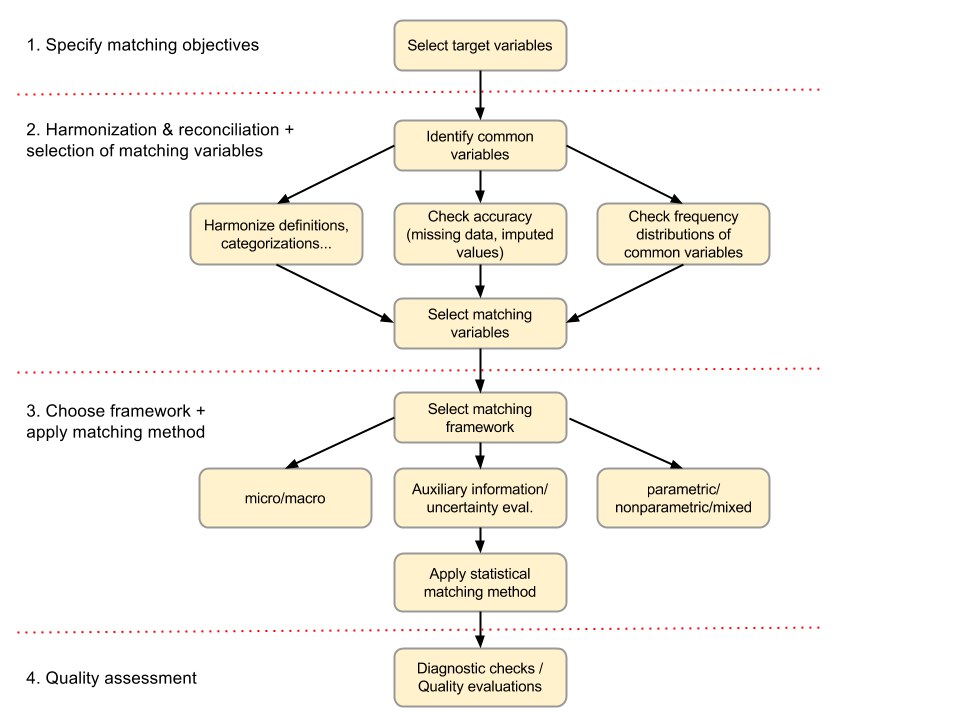 1. Specify matching objectives
Select target variables
2. Harmonization & reconciliation +
selection of matching variables
Identify common
variables
Harmonize definitions,
categorizations...
Check accuracy
(missing data, imputed
values)
Check frequency
distributions of
common variables
Select matching
variables
3. Choose framework +
apply matching method
Select matching
framework
micro/macro
Auxiliary information/
uncertainty eval.
parametric/
nonparametric/mixed
Apply statistical
matching method
4. Quality assessment
Diagnostic checks /
Quality evaluations